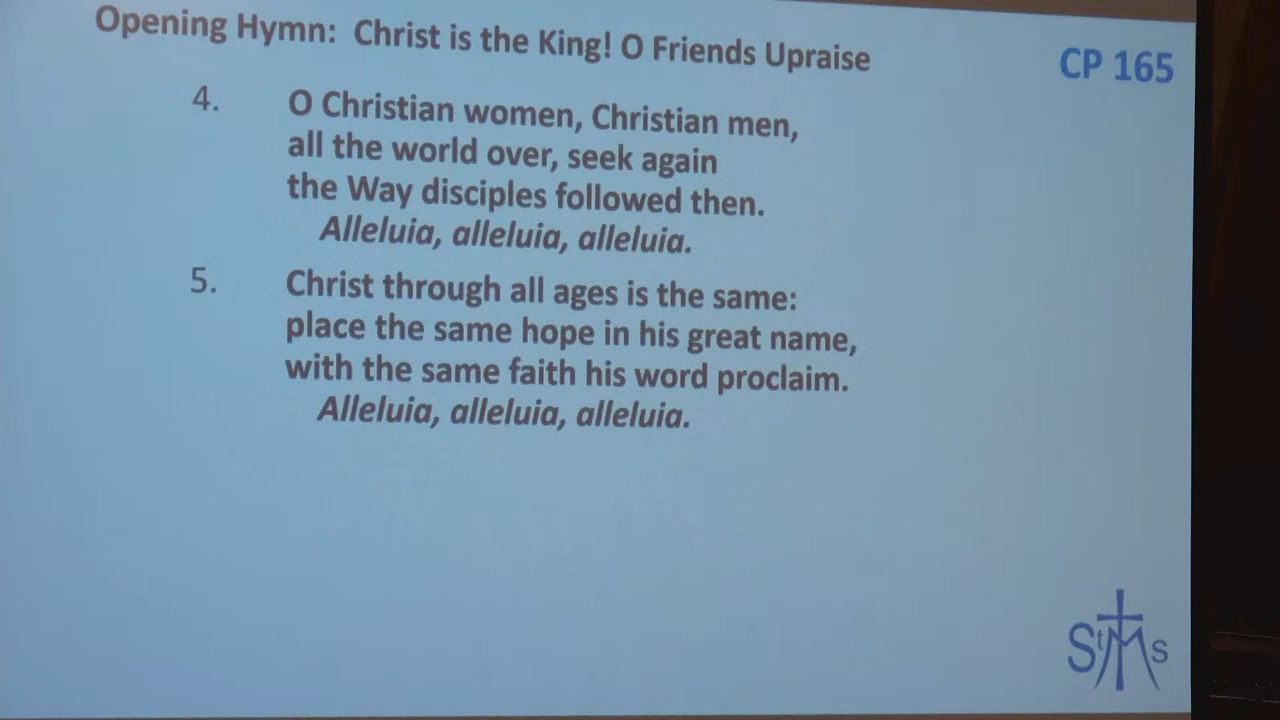 Opening Hymn: Christ is the King! O Friends Upraise
CP 165
4. O Christian women, Christian men,
all the world over, seek again
the Way disciples followed then.
Alleluia, alleluia, alleluia.
5. Christ through all ages is the same:
place the same hope in his great name,
with the same faith his word proclaim.
Alleluia, alleluia, alleluia.
St Ms